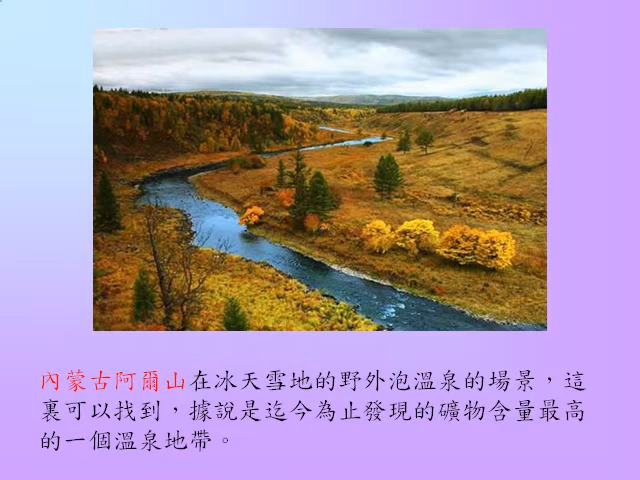 內蒙古阿爾山在冰天雪地的野外泡溫泉的場景，這
裏可以找到，據說是迄今為止發現的礦物含量最高
的一個溫泉地帶。